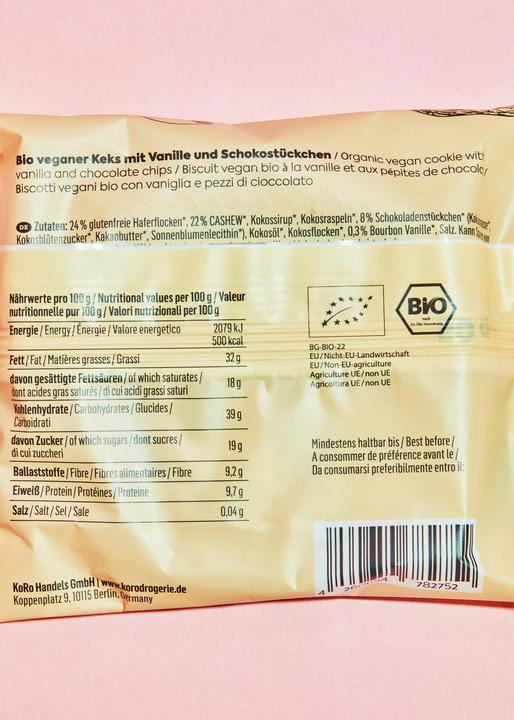 Bio veganer Keks mit Vanille und Schokostückchen / Organic vegan cookie with
vanilla and chocolate chips / Biscuit vegan bio à la vanille et aux pépites de chocolat /
Biscotti vegani bio con vaniglia e pezzi di cioccolato
DE Zutaten: 24 % glutenfreie Haferflocken*, 22 % CASHEW*, Kokossirup*, Kokosraspeln*, 8 % Schokoladenstückchen
Kokosblütenzucker*, Kakaobutter*, Sonnenblumenlecithin*), Kokosöl*, Kokosflocken*, 0,3% Bourbon Vanille*, Salz. Kann
Nährwerte pro 100 g / Nutritional values per 100 g / Valeur
nutritionnelle pur 100 g / Valori nutrizionali per 100 g
Energie / Energy / Énergie / Valore energetico 2079 kJ
500 kcal
Fett / Fat / Matières grasses / Grassi 32 g
davon gesättigte Fettsäuren / of which saturates /
dont acides gras saturés / di cui acidi grassi saturi 18 g
Kohlenhydrate / Carbohydrates / Glucides /
Carboidrati 39 g
davon Zucker / of which sugars / dont sucres /
di cui zuccheri 19 g
Ballaststoffe / Fibre / Fibres alimentaires / Fibre 9,2 g
Eiweiß / Protein / Protéines / Proteine 9,7 g
Salz / Salt / Sel / Sale 0,04 g
Bio
nach
EG-Öko-Verordnung
BG-BIO-22
EU/Nicht-EU-Landwirtschaft
EU/Non-EU-agriculture
Agriculture UE/non UE
Agricoltura UE/non UE
Mindestens haltbar bis / Best before /
A consommer de préférence avant le /
Da consumarsi preferibilmente entro il:
KoRo Handels GmbH | www.korodrogerie.de
Koppenplatz 9, 10115 Berlin, Germany
4 782752